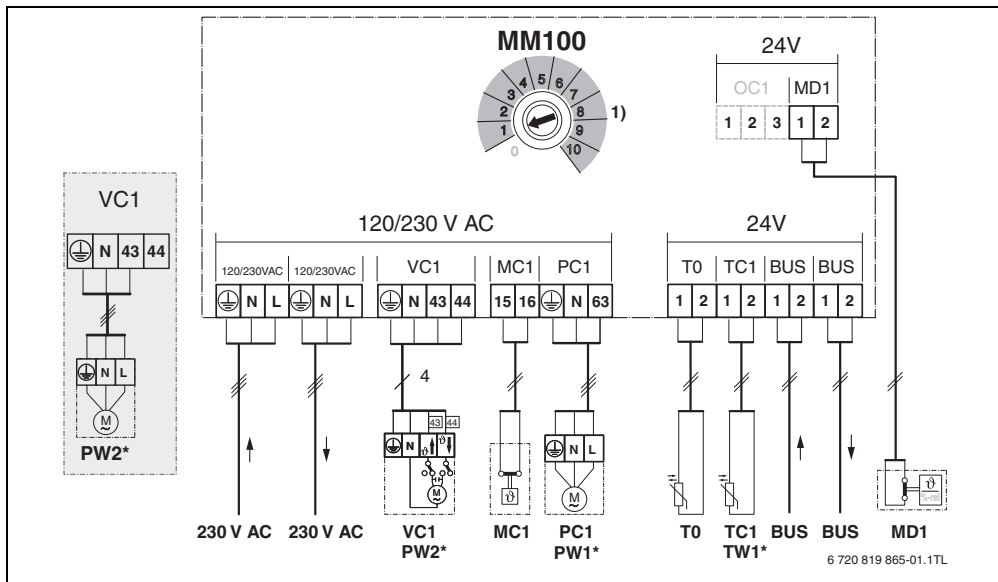 MM100
0 1 2 3 4 5 6 7 8 9 10
1)
24V
OC1 MD1
1 2 3 1 2
VC1
N 43 44
N L
M
~
PW2*
120/230 V AC
24V
120/230VAC 120/230VAC VC1 MC1 PC1
T0 TC1 BUS BUS
N L N L N 43 44 15 16 N 63
1 2 1 2 1 2 1 2
4
43 44
N ϑ ϑ
M
~
ϑ
N L
M
~
ϑ
%-rel
230 V AC 230 V AC VC1 MC1 PC1 T0 TC1 BUS BUS MD1
PW2* PW1* TW1*
6 720 819 865-01.1TL